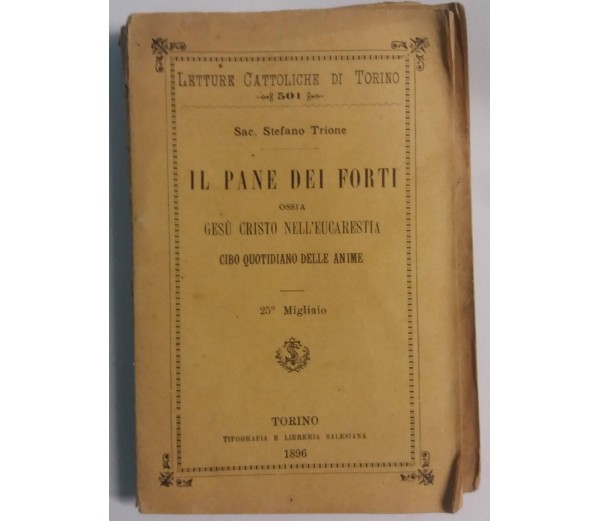 LETTURE CATTOLICHE DI TORINO
501
Sac. Stefano Trione
IL PANE DEI FORTI
OSSIA
GESÙ CRISTO NELL'EUCARESTIA
CIBO QUOTIDIANO DELLE ANIME
25° Migliaio
TORINO
TIPOGRAFIA E LIBRERIA SALESIANA
1896